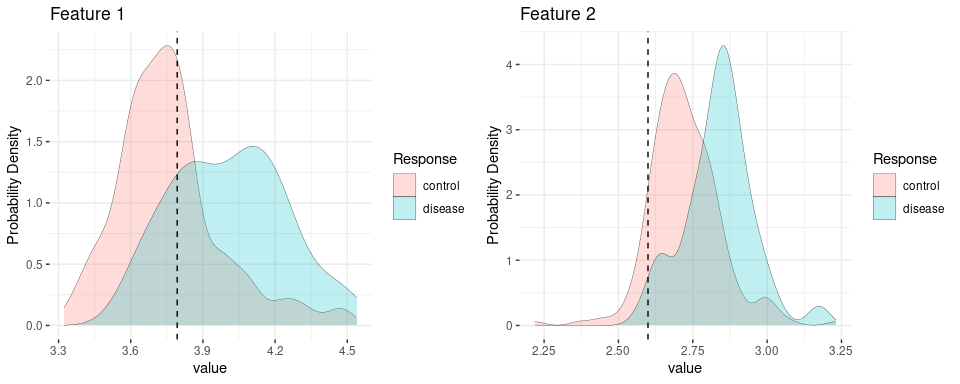 Feature 1
Probability Density
2.0
1.5
1.0
0.5
0.0
3.3 3.6 3.9 4.2 4.5
value
Response
control
disease
Feature 2
Probability Density
4
3
2
1
0
2.25 2.50 2.75 3.00 3.25
value
Response
control
disease